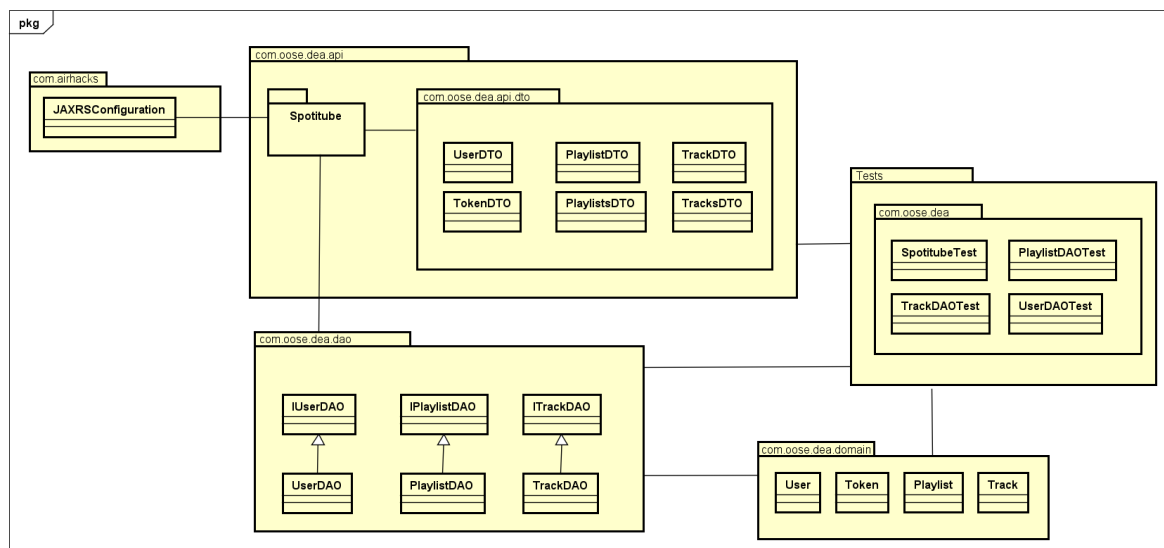 pkg
com.oose.dea.api
com.airhacks
JAXRSConfiguration
Spotitube
com.oose.dea.api.dto
UserDTO
PlaylistDTO
TrackDTO
TokenDTO
PlaylistsDTO
TracksDTO
Tests
com.oose.dea
SpotitubeTest
PlaylistDAOTest
TrackDAOTest
UserDAOTest
com.oose.dea.dao
IUserDAO
IPlaylistDAO
ITrackDAO
UserDAO
PlaylistDAO
TrackDAO
com.oose.dea.domain
User
Token
Playlist
Track